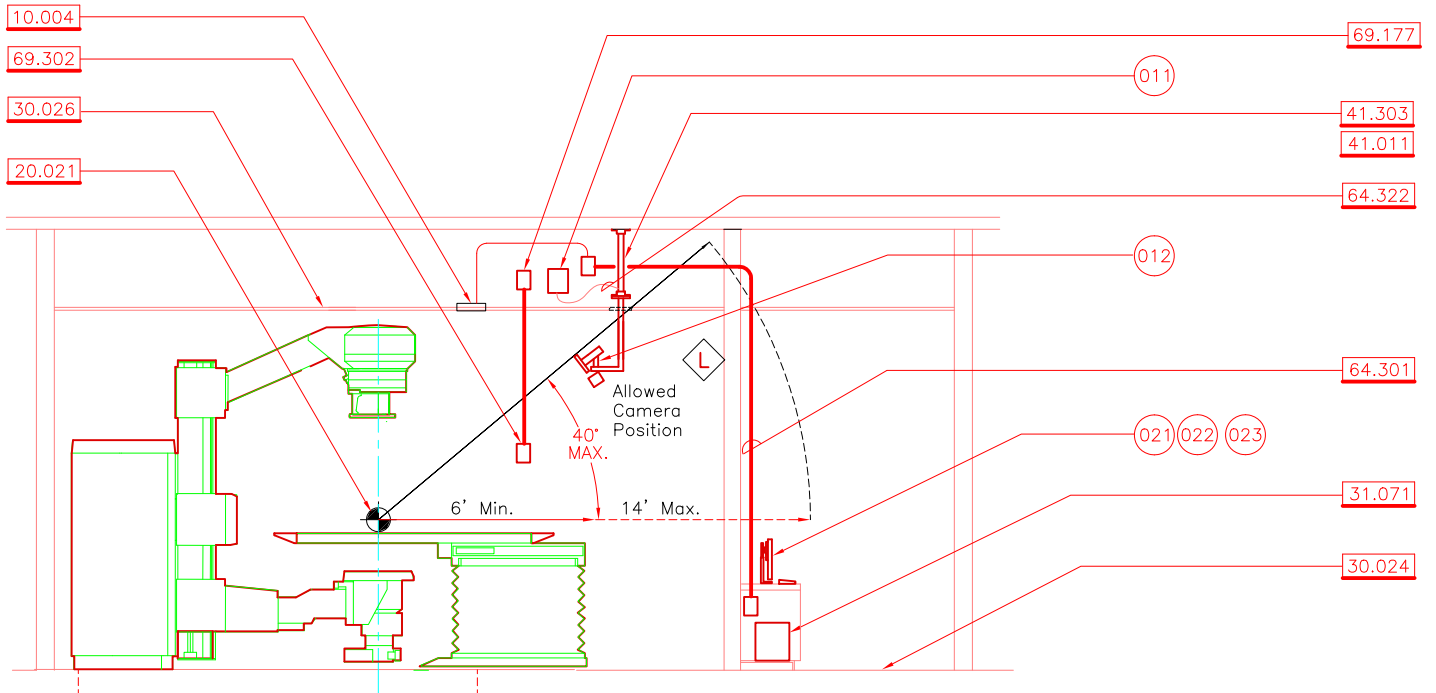 10.004
69.302
30.026
20.021
69.177
011
41.303
41.011
64.322
012
L
Allowed
Camera
Position
40°
MAX.
6' Min.
14' Max.
64.301
021
022
023
31.071
30.024